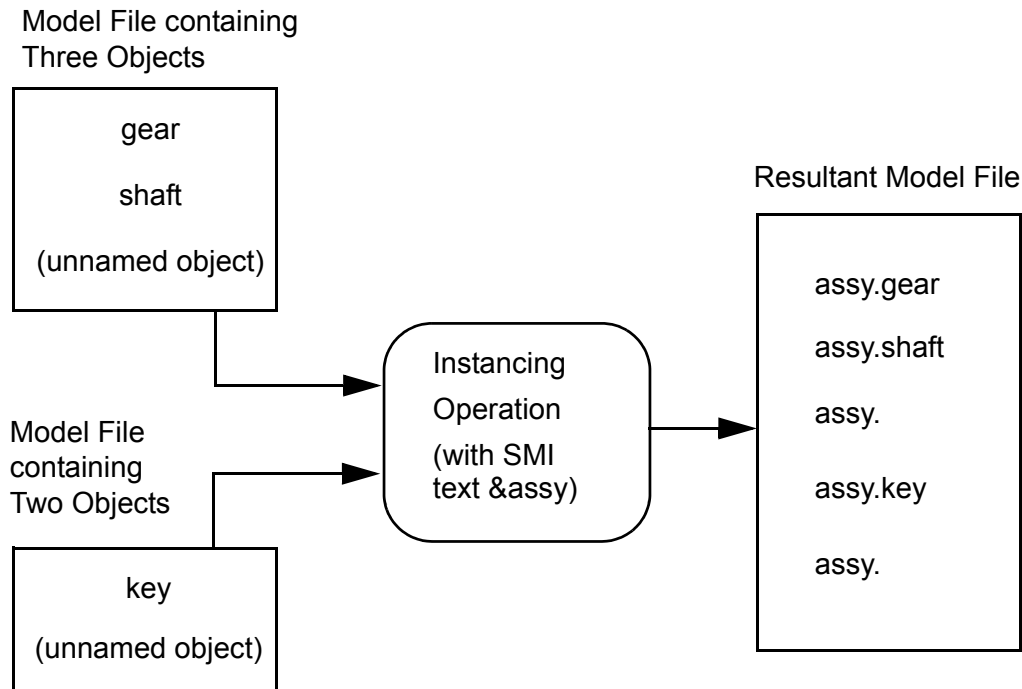 Model File containing
Three Objects
gear
shaft
(unnamed object)
Model File
containing
Two Objects
key
(unnamed object)
Instancing
Operation
(with SMI
text &assy)
Resultant Model File
assy.gear
assy.shaft
assy.
assy.key
assy.